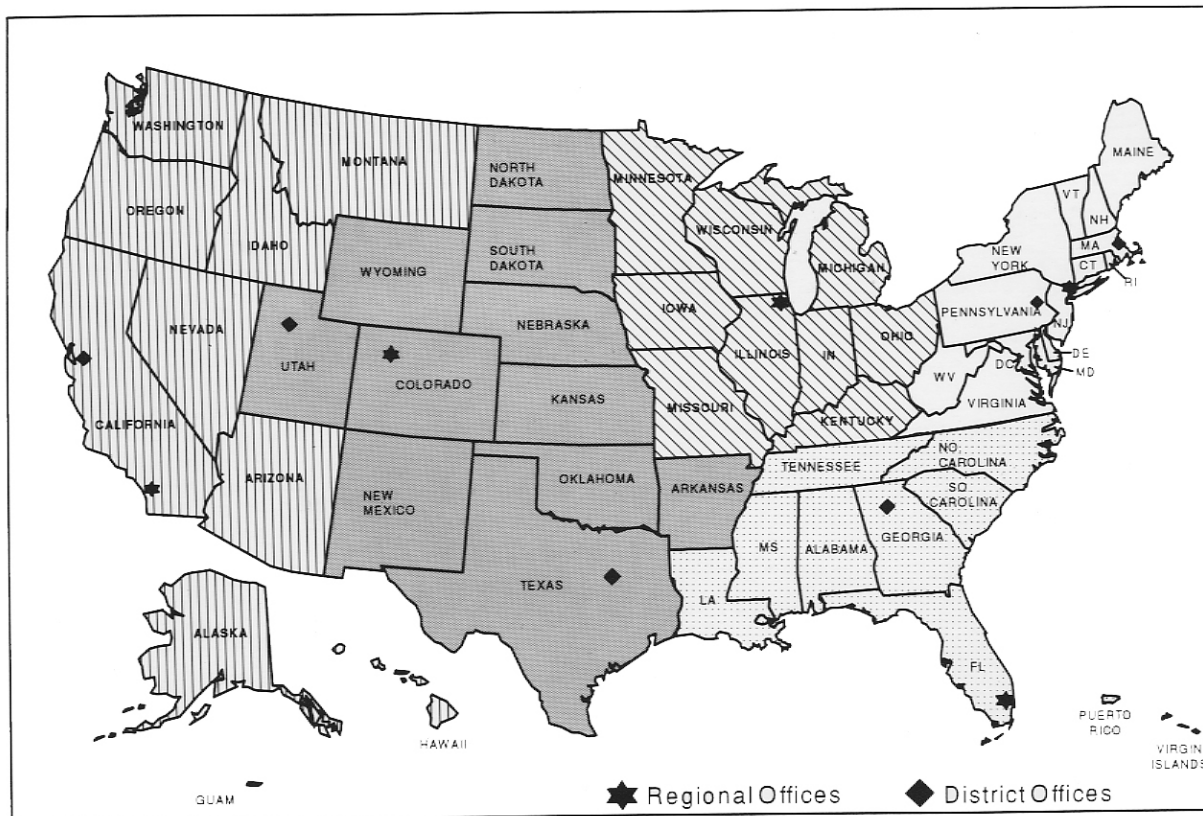 WASHINGTON
MONTANA
NORTH
DAKOTA
MINNESOTA
MAINE
OREGON
IDAHO
WYOMING
SOUTH
DAKOTA
WISCONSIN
MICHIGAN
VT
NH
NEW
YORK
MA
CT
RI
NEVADA
UTAH
COLORADO
NEBRASKA
IOWA
ILLINOIS
IN
OHIO
PENNSYLVANIA
NJ
DE
MD
DC
WV
VIRGINIA
CALIFORNIA
KANSAS
MISSOURI
KENTUCKY
ARIZONA
NEW
MEXICO
OKLAHOMA
ARKANSAS
TENNESSEE
NO.
CAROLINA
SO.
CAROLINA
TEXAS
LA
MS
ALABAMA
GEORGIA
FL
ALASKA
HAWAII
GUAM
PUERTO
RICO
VIRGIN
ISLANDS
Regional Offices
District Offices